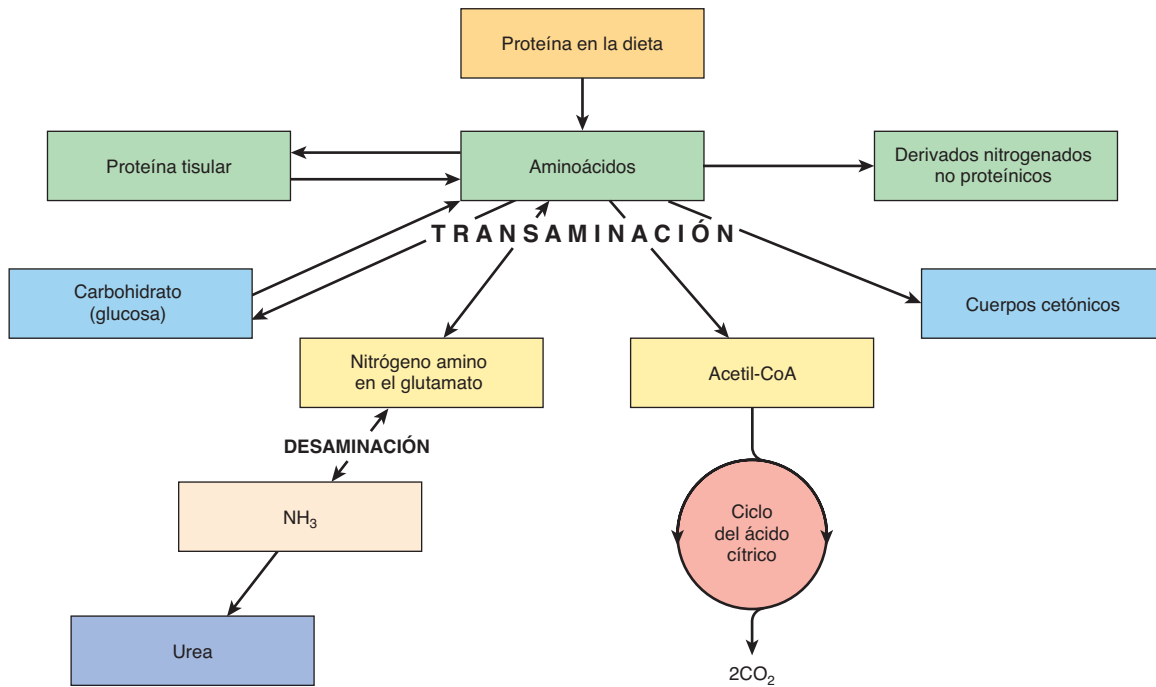 Proteína en la dieta
Proteína tisular
Aminoácidos
Derivados nitrogenados
no proteínicos
TRANSAMINACIÓN
Carbohidrato
(glucosa)
Cuerpos cetónicos
Nitrógeno amino
en el glutamato
Acetil-CoA
DESAMINACIÓN
NH₃
Ciclo
del ácido
cítrico
Urea
2CO₂